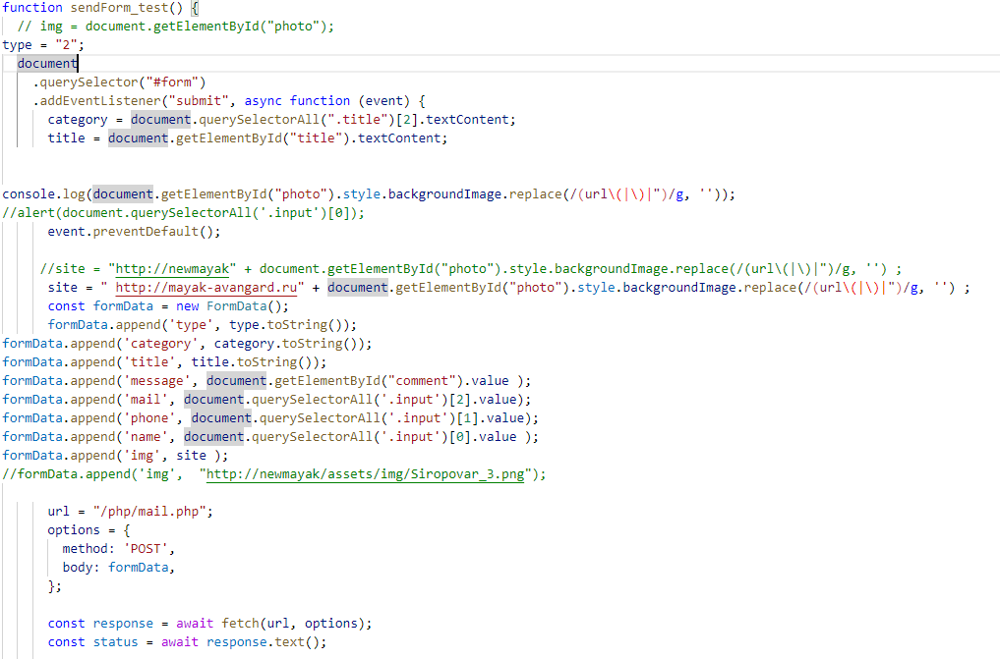 function sendForm_test() {
// img = document.getElementById("photo");
type = "2";
document
.querySelector("#form")
.addEventListener("submit", async function (event) {
category = document.querySelectorAll(".title")[2].textContent;
title = document.getElementById("title").textContent;
console.log(document.getElementById("photo").style.backgroundImage.replace(/(url\(|\)|")/g, ''));
//alert(document.querySelectorAll('.input')[0]);
event.preventDefault();
//site = "http://newmayak" + document.getElementById("photo").style.backgroundImage.replace(/(url\(|\)|")/g, '') ;
site = " http://mayak-avangard.ru" + document.getElementById("photo").style.backgroundImage.replace(/(url\(|\)|")/g, '') ;
const formData = new FormData();
formData.append('type', type.toString());
formData.append('category', category.toString());
formData.append('title', title.toString());
formData.append('message', document.getElementById("comment").value );
formData.append('mail', document.querySelectorAll('.input')[2].value);
formData.append('phone', document.querySelectorAll('.input')[1].value);
formData.append('name', document.querySelectorAll('.input')[0].value );
formData.append('img', site );
//formData.append('img',  "http://newmayak/assets/img/Siropovar_3.png");
url = "/php/mail.php";
options = {
method: 'POST',
body: formData,
};
const response = await fetch(url, options);
const status = await response.text();